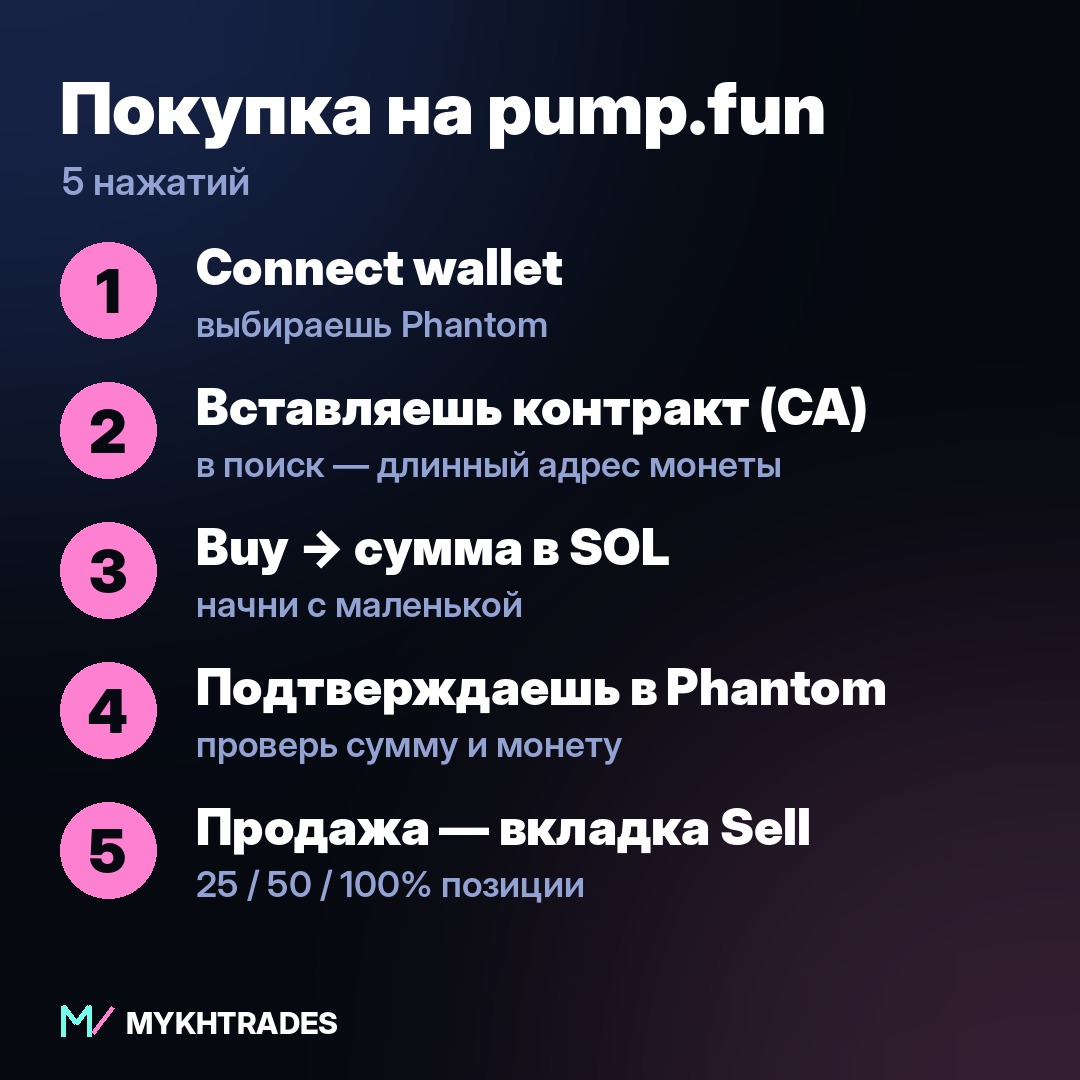 Покупка на pump.fun
5 нажатий
1
Connect wallet
выбираешь Phantom
2
Вставляешь контракт (CA)
в поиск — длинный адрес монеты
3
Buy → сумма в SOL
начни с маленькой
4
Подтверждаешь в Phantom
проверь сумму и монету
5
Продажа — вкладка Sell
25 / 50 / 100% позиции
M/ MYKHTRADES